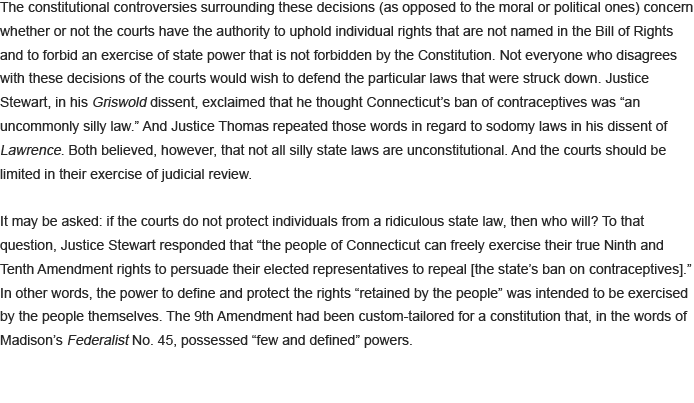 The constitutional controversies surrounding these decisions (as opposed to the moral or political ones) concern
whether or not the courts have the authority to uphold individual rights that are not named in the Bill of Rights
and to forbid an exercise of state power that is not forbidden by the Constitution. Not everyone who disagrees
with these decisions of the courts would wish to defend the particular laws that were struck down. Justice
Stewart, in his Griswold dissent, exclaimed that he thought Connecticut’s ban of contraceptives was “an
uncommonly silly law.” And Justice Thomas repeated those words in regard to sodomy laws in his dissent of
Lawrence. Both believed, however, that not all silly state laws are unconstitutional. And the courts should be
limited in their exercise of judicial review.

It may be asked: if the courts do not protect individuals from a ridiculous state law, then who will? To that
question, Justice Stewart responded that “the people of Connecticut can freely exercise their true Ninth and
Tenth Amendment rights to persuade their elected representatives to repeal [the state’s ban on contraceptives].”
In other words, the power to define and protect the rights “retained by the people” was intended to be exercised
by the people themselves. The 9th Amendment had been custom-tailored for a constitution that, in the words of
Madison’s Federalist No. 45, possessed “few and defined” powers.